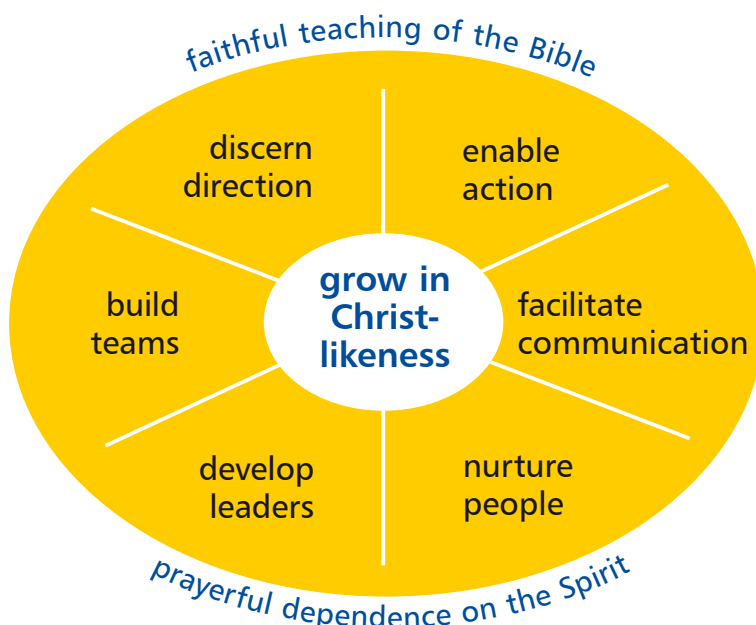 faithful teaching of the Bible
discern
direction
enable
action
build
teams
grow in
Christ-
likeness
facilitate
communication
develop
leaders
nurture
people
prayerful dependence on the Spirit